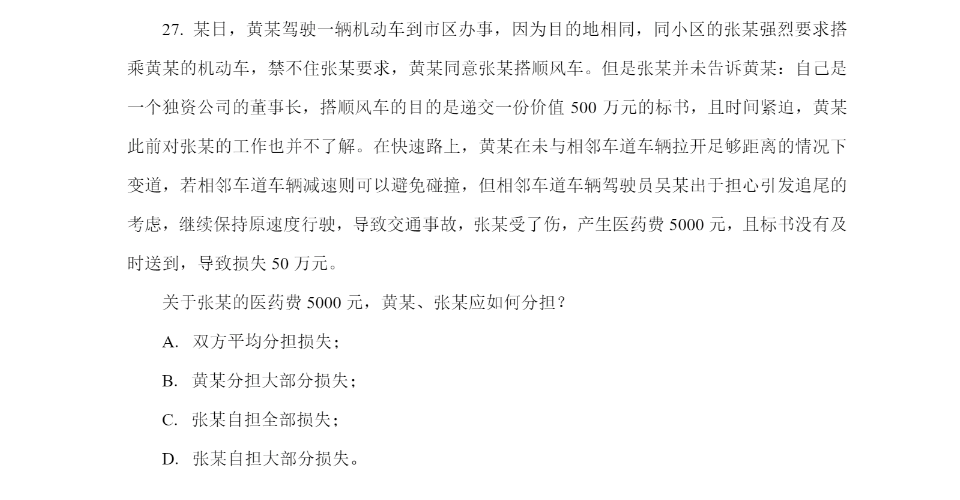 27. 某日，黄某驾驶一辆机动车到市区办事，因为目的地相同，同小区的张某强烈要求搭
乘黄某的机动车，禁不住张某要求，黄某同意张某搭顺风车。但是张某并未告诉黄某：自己是
一个独资公司的董事长，搭顺风车的目的是递交一份价值 500 万元的标书，且时间紧迫，黄某
此前对张某的工作也并不了解。在快速路上，黄某在未与相邻车道车辆拉开足够距离的情况下
变道，若相邻车道车辆减速则可以避免碰撞，但相邻车道车辆驾驶员吴某出于担心引发追尾的
考虑，继续保持原速度行驶，导致交通事故，张某受了伤，产生医药费 5000 元，且标书没有及
时送到，导致损失 50 万元。
关于张某的医药费 5000 元，黄某、张某应如何分担？
A. 双方平均分担损失；
B. 黄某分担大部分损失；
C. 张某自担全部损失；
D. 张某自担大部分损失。